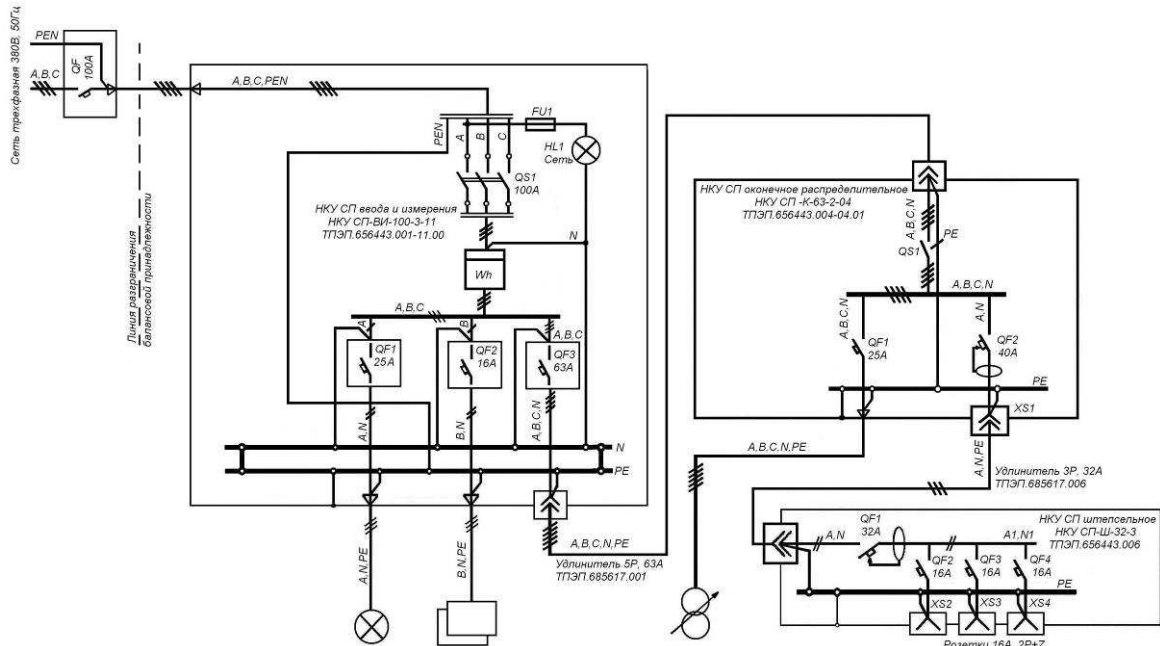 Сеть трехфазная 380В, 50Гц
PEN
A,B,C
QF
100A
Линия разграничения
балансовой принадлежности
A,B,C,PEN
PEN
A
B
C
FU1
HL1
Сеть
QS1
100A
НКУ СП ввода и измерения
НКУ СП-ВИ-100-3-11
ТПЭП.656443.001-11.00
N
Wh
A,B,C
A
B
A,B,C
QF1
25A
QF2
16A
QF3
63A
A,N
B,N
A,B,C,N
N
PE
A,N,PE
B,N,PE
A,B,C,N,PE
Удлинитель 5Р, 63А
ТПЭП.685617.001
НКУ СП оконечное распределительное
НКУ СП -К-63-2-04
ТПЭП.656443.004-04.01
A,B,C,N
PE
QS1
A,B,C,N
A,B,C,N
A,N
QF1
25A
QF2
40A
PE
XS1
A,B,C,N,PE
A,N,PE
Удлинитель 3Р, 32А
ТПЭП.685617.006
НКУ СП штепсельное
НКУ СП-Ш-32-3
ТПЭП.656443.006
A,N
QF1
32A
A1,N1
QF2
16A
QF3
16A
QF4
16A
PE
XS2
XS3
XS4
Розетки 16А, 2Р+Z